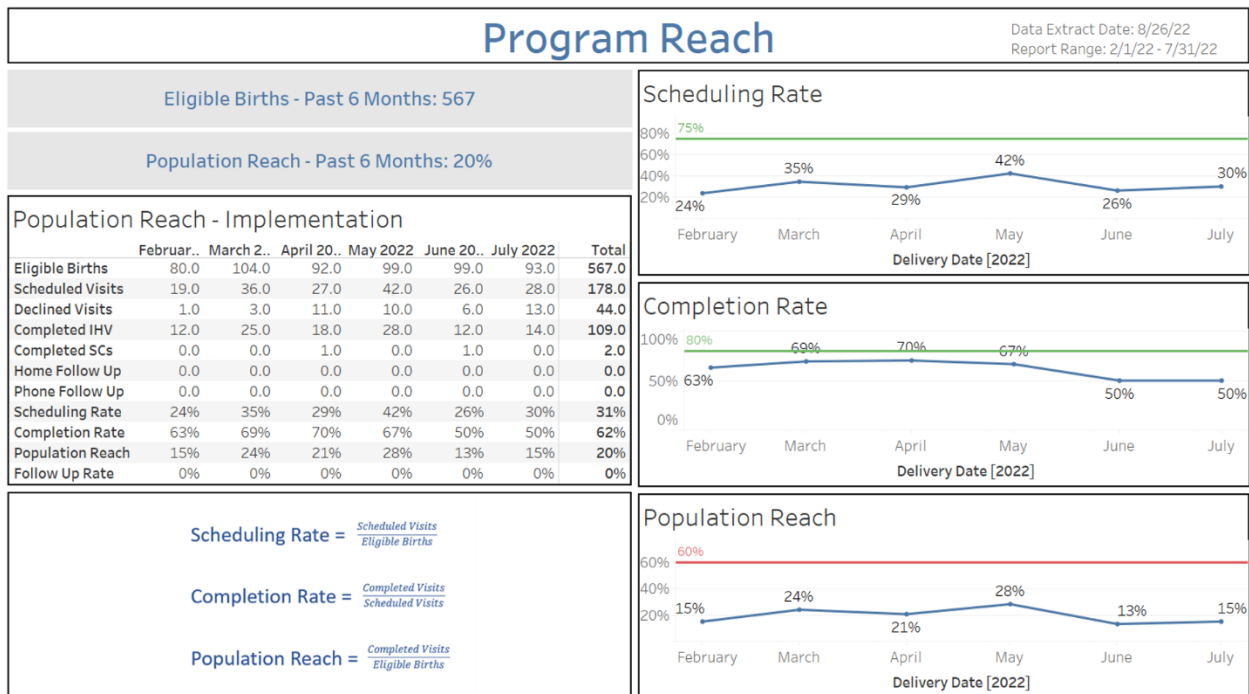 Program Reach
Data Extract Date: 8/26/22
Report Range: 2/1/22 - 7/31/22
Eligible Births - Past 6 Months: 567
Population Reach - Past 6 Months: 20%
Population Reach - Implementation
Februar.. March 2.. April 20.. May 2022 June 20.. July 2022 Total
Eligible Births 80.0 104.0 92.0 99.0 99.0 93.0 567.0
Scheduled Visits 19.0 36.0 27.0 42.0 26.0 28.0 178.0
Declined Visits 1.0 3.0 11.0 10.0 6.0 13.0 44.0
Completed IHV 12.0 25.0 18.0 28.0 12.0 14.0 109.0
Completed SCs 0.0 0.0 1.0 0.0 1.0 0.0 2.0
Home Follow Up 0.0 0.0 0.0 0.0 0.0 0.0 0.0
Phone Follow Up 0.0 0.0 0.0 0.0 0.0 0.0 0.0
Scheduling Rate 24% 35% 29% 42% 26% 30% 31%
Completion Rate 63% 69% 70% 67% 50% 50% 62%
Population Reach 15% 24% 21% 28% 13% 15% 20%
Follow Up Rate 0% 0% 0% 0% 0% 0% 0%
Scheduling Rate = Scheduled Visits
Eligible Births
Completion Rate = Completed Visits
Scheduled Visits
Population Reach = Completed Visits
Eligible Births
Scheduling Rate
75%
80%
60%
40%
20%
24% 35% 29% 42% 26% 30%
February March April May June July
Delivery Date [2022]
Completion Rate
80%
100%
50%
0%
63% 69% 70% 67% 50% 50%
February March April May June July
Delivery Date [2022]
Population Reach
60%
60%
40%
20%
15% 24% 21% 28% 13% 15%
February March April May June July
Delivery Date [2022]